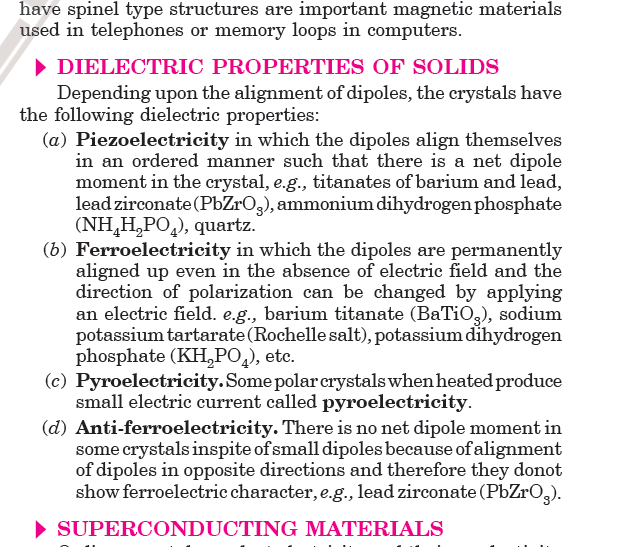 have spinel type structures are important magnetic materials
used in telephones or memory loops in computers.
DIELECTRIC PROPERTIES OF SOLIDS
Depending upon the alignment of dipoles, the crystals have
the following dielectric properties:
(a) Piezoelectricity in which the dipoles align themselves
in an ordered manner such that there is a net dipole
moment in the crystal, e.g., titanates of barium and lead,
lead zirconate (PbZrO₃), ammonium dihydrogen phosphate
(NH₄H₂PO₄), quartz.
(b) Ferroelectricity in which the dipoles are permanently
aligned up even in the absence of electric field and the
direction of polarization can be changed by applying
an electric field. e.g., barium titanate (BaTiO₃), sodium
potassium tartarate (Rochelle salt), potassium dihydrogen
phosphate (KH₂PO₄), etc.
(c) Pyroelectricity. Some polar crystals when heated produce
small electric current called pyroelectricity.
(d) Anti-ferroelectricity. There is no net dipole moment in
some crystals inspite of small dipoles because of alignment
of dipoles in opposite directions and therefore they donot
show ferroelectric character, e.g., lead zirconate (PbZrO₃).
SUPERCONDUCTING MATERIALS